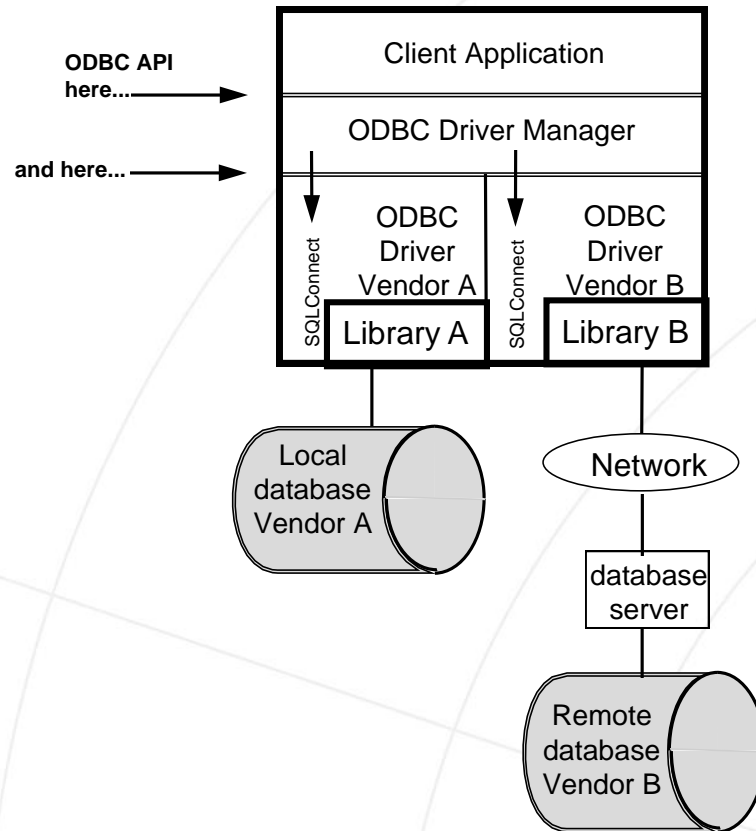 ODBC API
here...
Client Application
ODBC Driver Manager
and here...
SQLConnect
ODBC
Driver
Vendor A
Library A
SQLConnect
ODBC
Driver
Vendor B
Library B
Local
database
Vendor A
Network
database
server
Remote
database
Vendor B